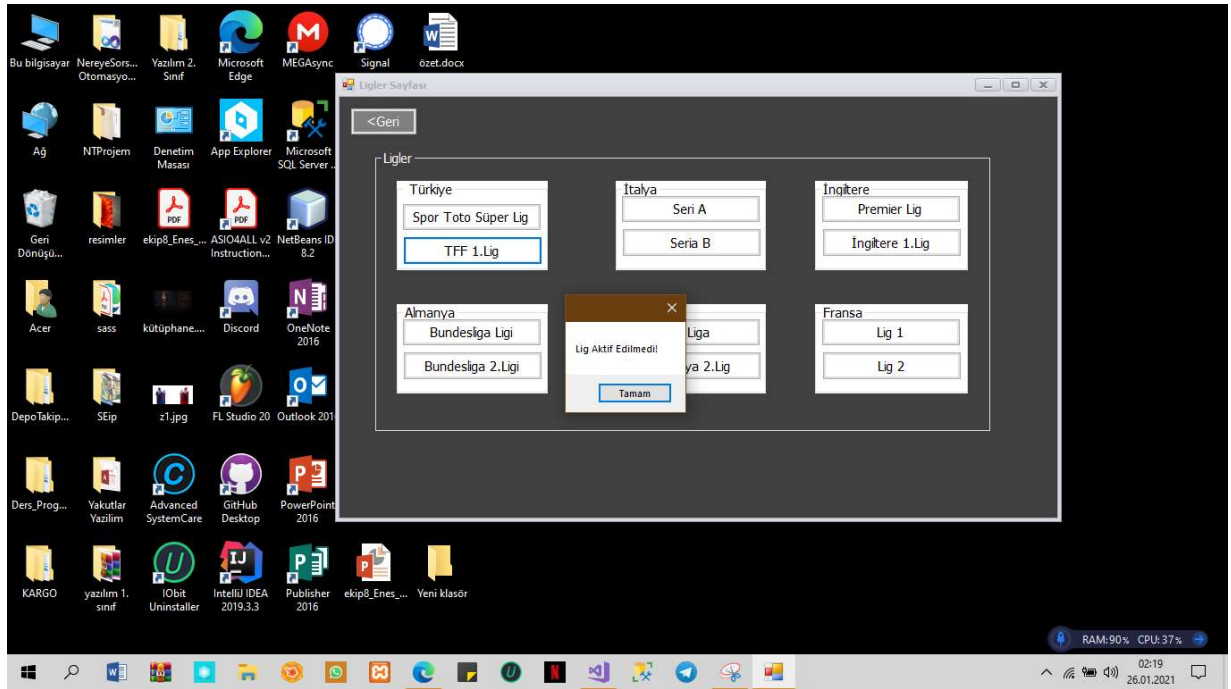 Bu bilgisayar
NereyeSors...
Otomasyo...
Yazılım 2.
Sınıf
Microsoft
Edge
MEGAsync
Signal
özet.docx
Ağ
NTProjem
Denetim
Masası
App Explorer
Microsoft
SQL Server ...
Geri
Dönüşü...
resimler
ekip8_Enes_...
ASIO4ALL v2
Instruction...
NetBeans ID
8.2
Acer
sass
kütüphane....
Discord
OneNote
2016
DepoTakip...
SEip
z1.jpg
FL Studio 20
Outlook 201
Ders_Prog...
Yakutlar
Yazilim
Advanced
SystemCare
GitHub
Desktop
PowerPoint
2016
KARGO
yazılım 1.
sınıf
IObit
Uninstaller
IntelliJ IDEA
2019.3.3
Publisher
2016
ekip8_Enes_...
Yeni klasör
Ligler Sayfası
<Geri
Ligler
Türkiye
Spor Toto Süper Lig
TFF 1.Lig
İtalya
Seri A
Seria B
İngiltere
Premier Lig
İngiltere 1.Lig
Almanya
Bundesliga Ligi
Bundesliga 2.Ligi
Liga
ya 2.Lig
Fransa
Lig 1
Lig 2
Lig Aktif Edilmedi!
Tamam
RAM:90% CPU:37%
02:19
26.01.2021